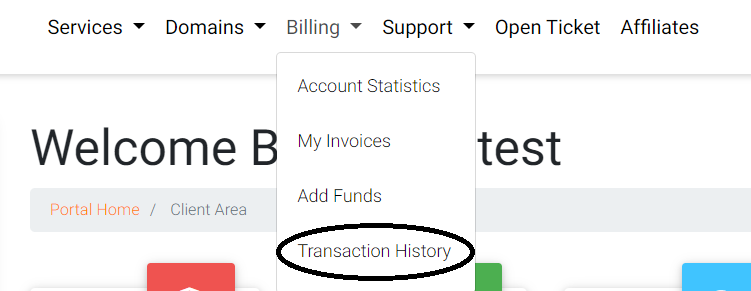 Services Domains Billing Support Open Ticket Affiliates
Account Statistics
My Invoices
Welcome B test
Add Funds
Portal Home / Client Area
Transaction History